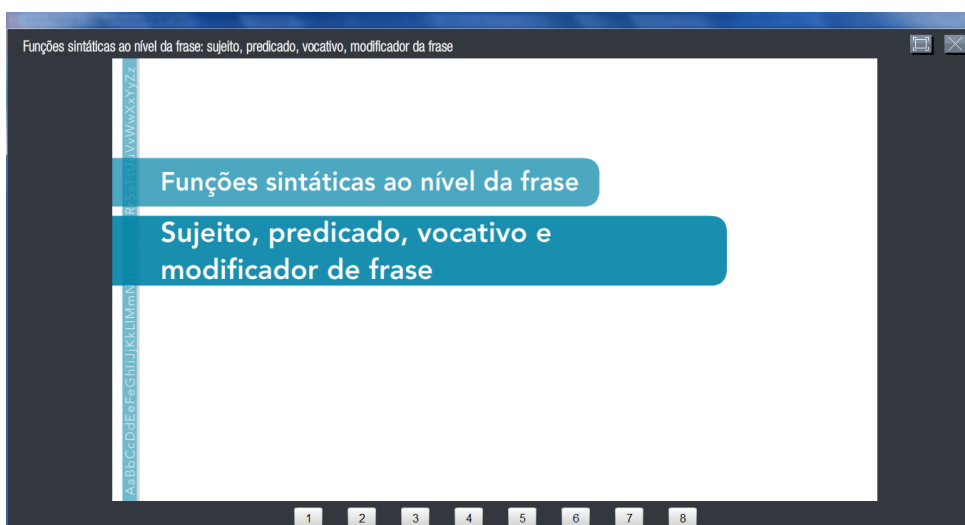 Funções sintáticas ao nível da frase: sujeito, predicado, vocativo, modificador da frase
Funções sintáticas ao nível da frase
Sujeito, predicado, vocativo e
modificador de frase
1 2 3 4 5 6 7 8